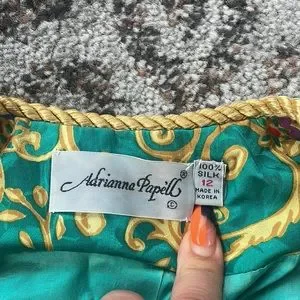 Adrianna Papell®
©
100%
SILK
12
MADE IN
KOREA